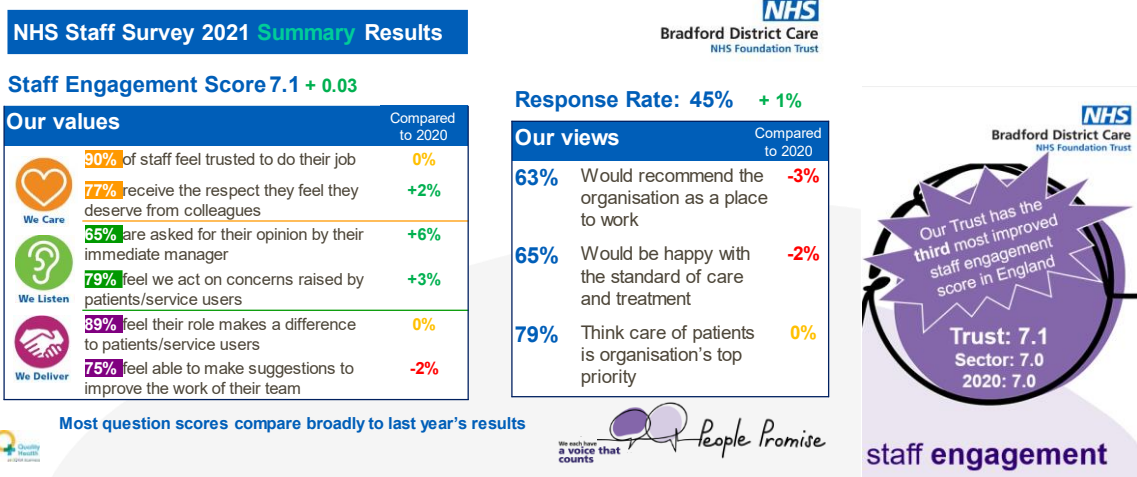 NHS Staff Survey 2021 Summary Results
NHS
Bradford District Care
NHS Foundation Trust
Staff Engagement Score 7.1 + 0.03
Our values
Compared
to 2020
We Care
90% of staff feel trusted to do their job 0%
77% receive the respect they feel they +2%
deserve from colleagues
We Listen
65% are asked for their opinion by their +6%
immediate manager
79% feel we act on concerns raised by +3%
patients/service users
We Deliver
89% feel their role makes a difference 0%
to patients/service users
75% feel able to make suggestions to -2%
improve the work of their team
Response Rate: 45% + 1%
Our views
Compared
to 2020
63% Would recommend the -3%
organisation as a place
to work
65% Would be happy with -2%
the standard of care
and treatment
79% Think care of patients 0%
is organisation's top
priority
Most question scores compare broadly to last year's results
Quality
Health
We each have
a voice that
counts
People Promise
NHS
Bradford District Care
NHS Foundation Trust
Our Trust has the
third most improved
staff engagement
score in England
Trust: 7.1
Sector: 7.0
2020: 7.0
staff engagement